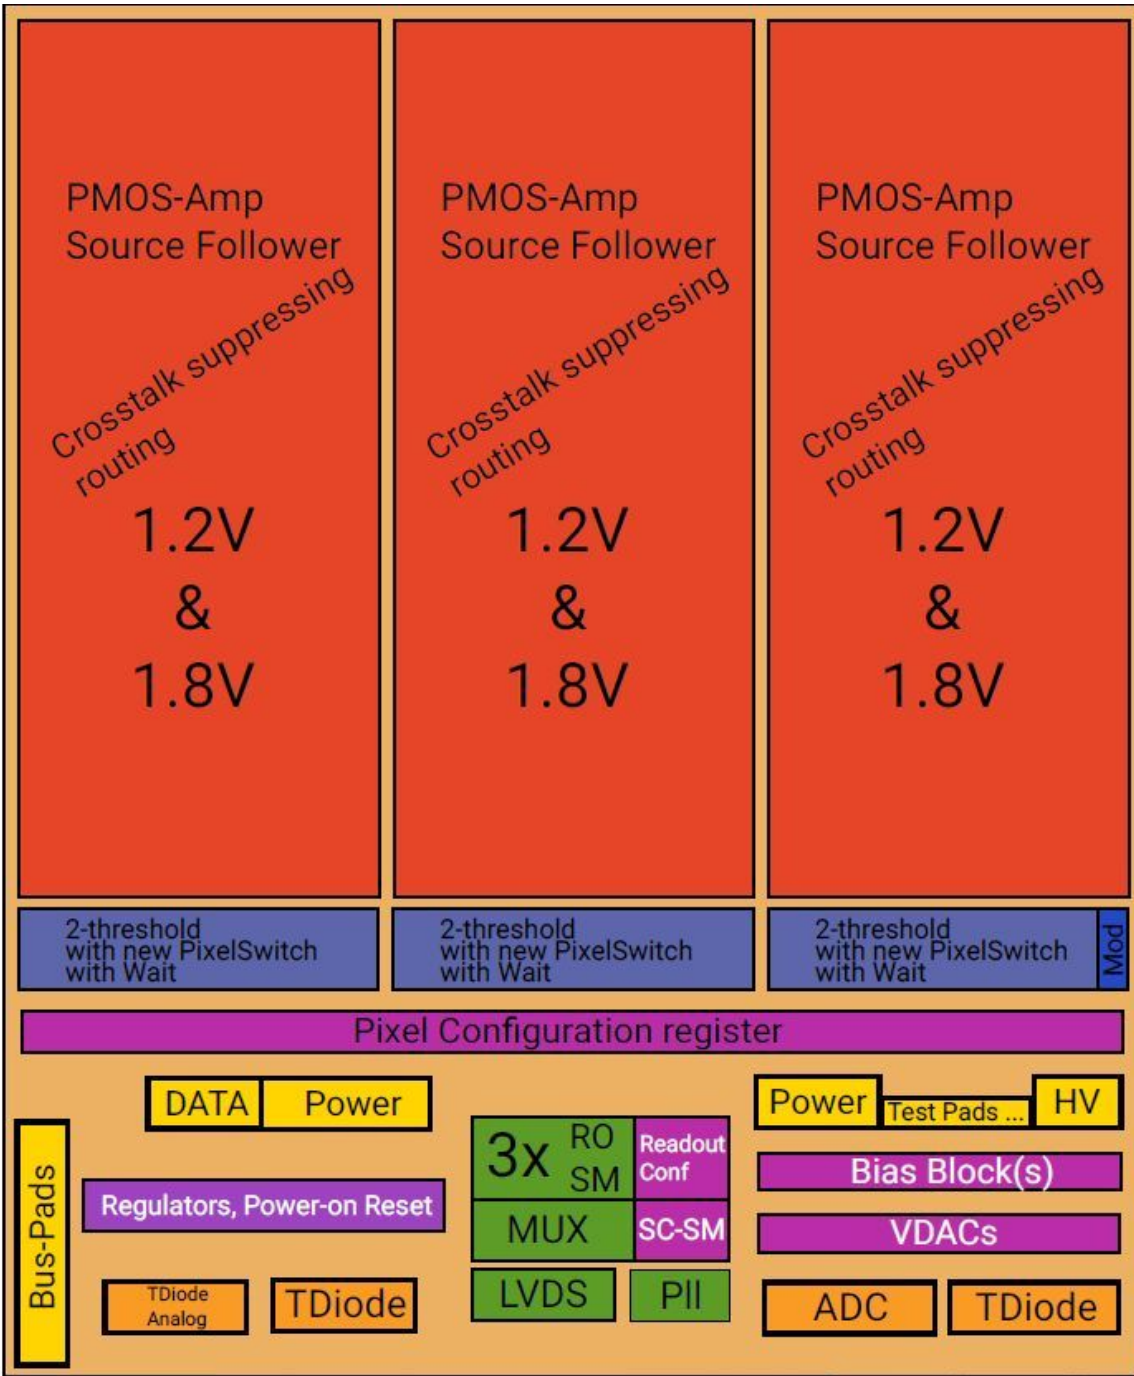 PMOS-Amp
Source Follower
Crosstalk suppressing
routing
1.2V
&
1.8V
PMOS-Amp
Source Follower
Crosstalk suppressing
routing
1.2V
&
1.8V
PMOS-Amp
Source Follower
Crosstalk suppressing
routing
1.2V
&
1.8V
2-threshold
with new PixelSwitch
with Wait
2-threshold
with new PixelSwitch
with Wait
2-threshold
with new PixelSwitch
with Wait
Mod
Pixel Configuration register
DATA
Power
Power
Test Pads ...
HV
Bus-Pads
Regulators, Power-on Reset
TDiode
Analog
TDiode
3x
RO
SM
Readout
Conf
MUX
SC-SM
LVDS
Pll
Bias Block(s)
VDACs
ADC
TDiode